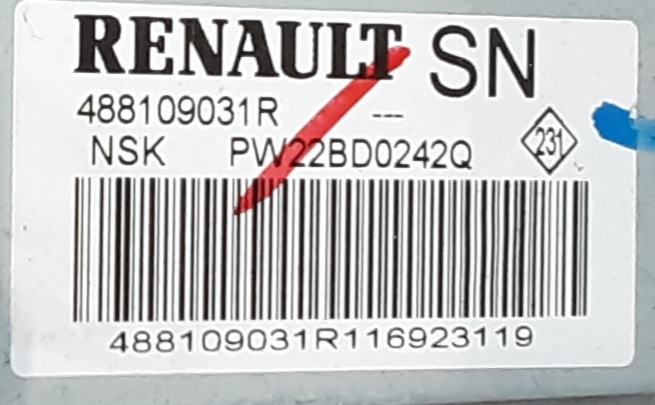 RENAULT SN
488109031R ---
NSK PW22BD0242Q 231
488109031R116923119